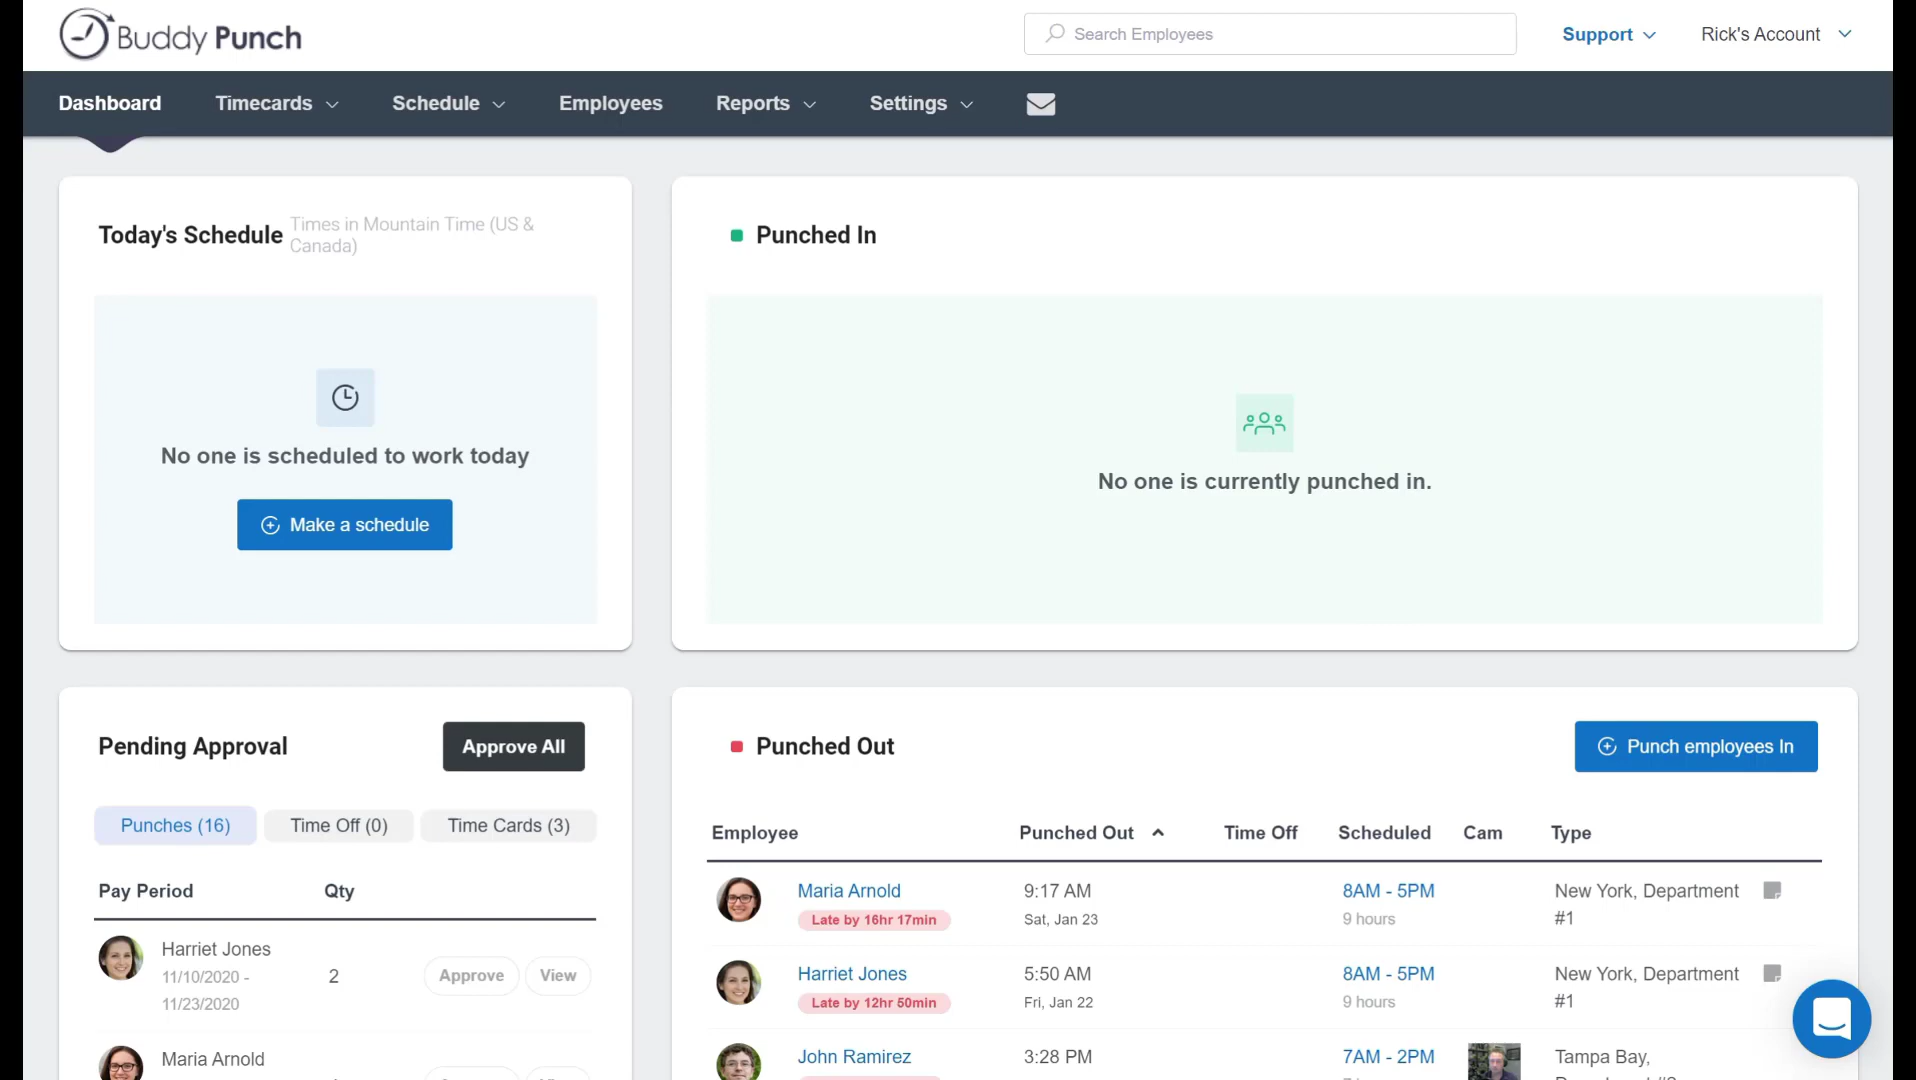 Buddy Punch
Search Employees
Support
Rick's Account
Dashboard
Timecards
Schedule
Employees
Reports
Settings
Today's Schedule
Times in Mountain Time (US &
Canada)
No one is scheduled to work today
Make a schedule
Punched In
No one is currently punched in.
Pending Approval
Approve All
Punches (16)
Time Off (0)
Time Cards (3)
Pay Period
Qty
Harriet Jones
11/10/2020 -
11/23/2020
2
Approve
View
Maria Arnold
Punched Out
Punch employees In
Employee
Punched Out
Time Off
Scheduled
Cam
Type
Maria Arnold
Late by 16hr 17min
9:17 AM
Sat, Jan 23
8AM - 5PM
9 hours
New York, Department
#1
Harriet Jones
Late by 12hr 50min
5:50 AM
Fri, Jan 22
8AM - 5PM
9 hours
New York, Department
#1
John Ramirez
3:28 PM
7AM - 2PM
Tampa Bay,